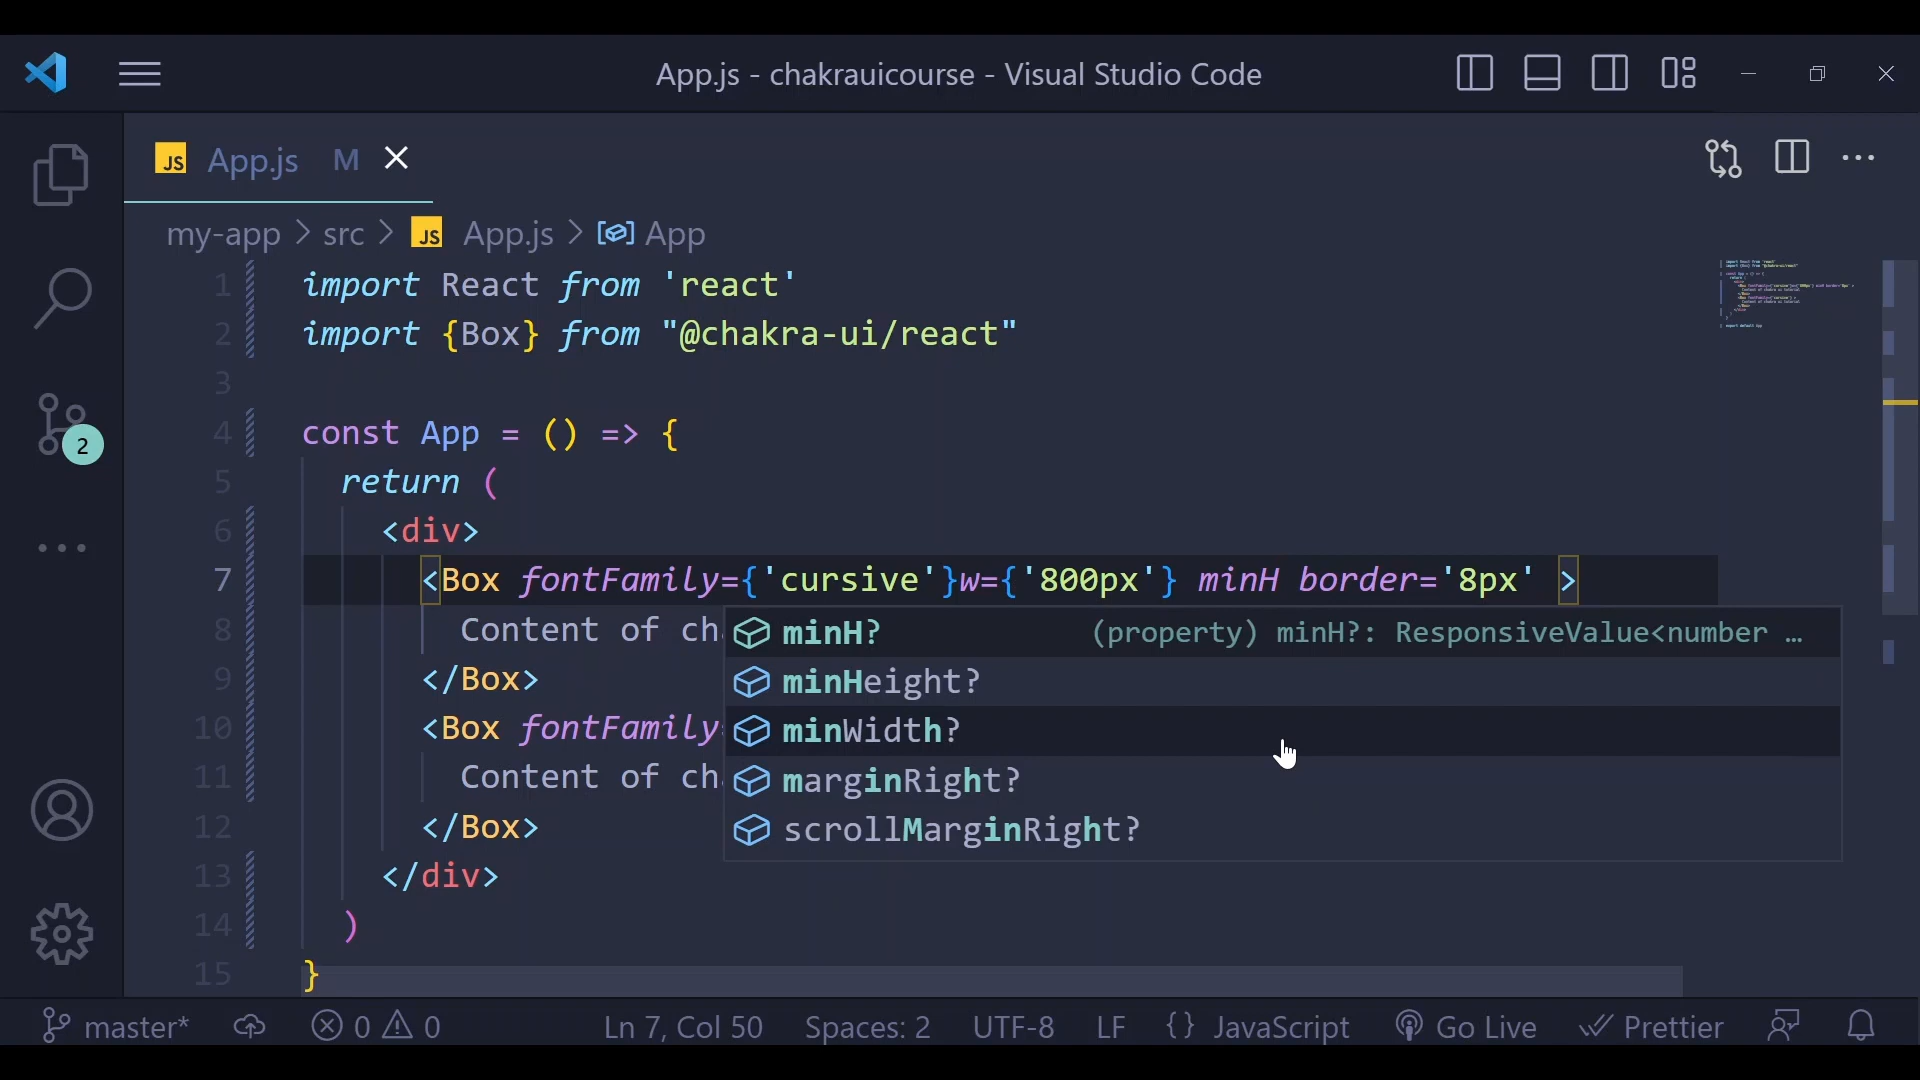 App.js - chakrauicourse - Visual Studio Code
JS App.js M
my-app > src > JS App.js > App
1 import React from 'react'
2 import {Box} from "@chakra-ui/react"
3
4 const App = () => {
5 return (
6 <div>
7 <Box fontFamily={'cursive'}w={'800px'} minH border='8px' >
8 Content of ch
minH? (property) minH?: ResponsiveValue<number ...
9 </Box>
minHeight?
10 <Box fontFamily
minWidth?
11 Content of ch
marginRight?
12 </Box>
scrollMarginRight?
13 </div>
14 )
15 }
2
master* 0 0 Ln 7, Col 50 Spaces: 2 UTF-8 LF {} JavaScript Go Live Prettier